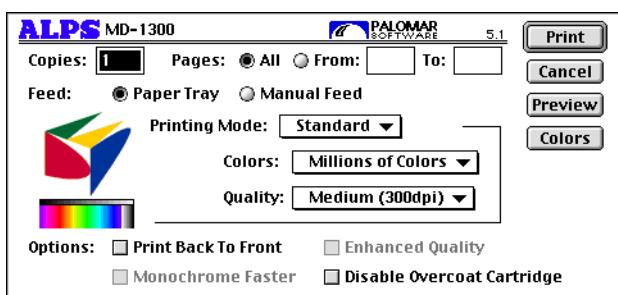 ALPS MD-1300 PALOMAR SOFTWARE 5.1 Print
Copies: 1 Pages: All From: To:
Cancel
Feed: Paper Tray Manual Feed
Preview
Printing Mode: Standard
Colors
Colors: Millions of Colors
Quality: Medium (300dpi)
Options: Print Back To Front Enhanced Quality
Monochrome Faster Disable Overcoat Cartridge